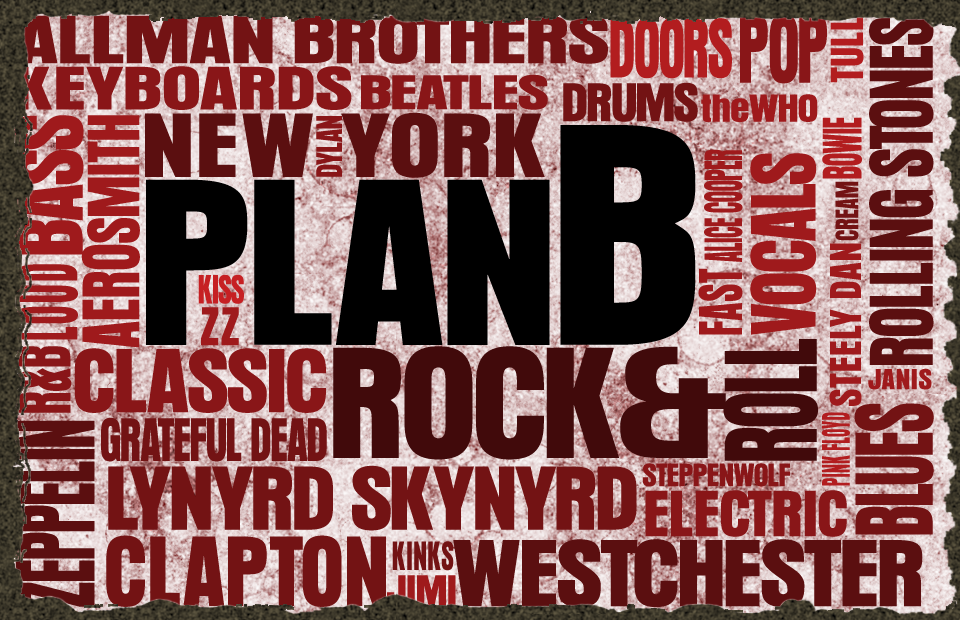 ALLMAN BROTHERS
DOORS
POP
TULL
ROLLING STONES
KEYBOARDS
BEATLES
DRUMS
theWHO
BASS
AEROSMITH
NEW
DYLAN
YORK
PLAN B
KISS
ZZ
ALICE COOPER
FAST
VOCALS
BOWIE
CREAM
STEELY DAN
LOUD
R&B
CLASSIC
ROCK &
ROLL
JANIS
PINK FLOYD
BLUES
GRATEFUL DEAD
ZEPPELIN
LYNYRD SKYNYRD
STEPPENWOLF
ELECTRIC
CLAPTON
KINKS
JIMI
WESTCHESTER